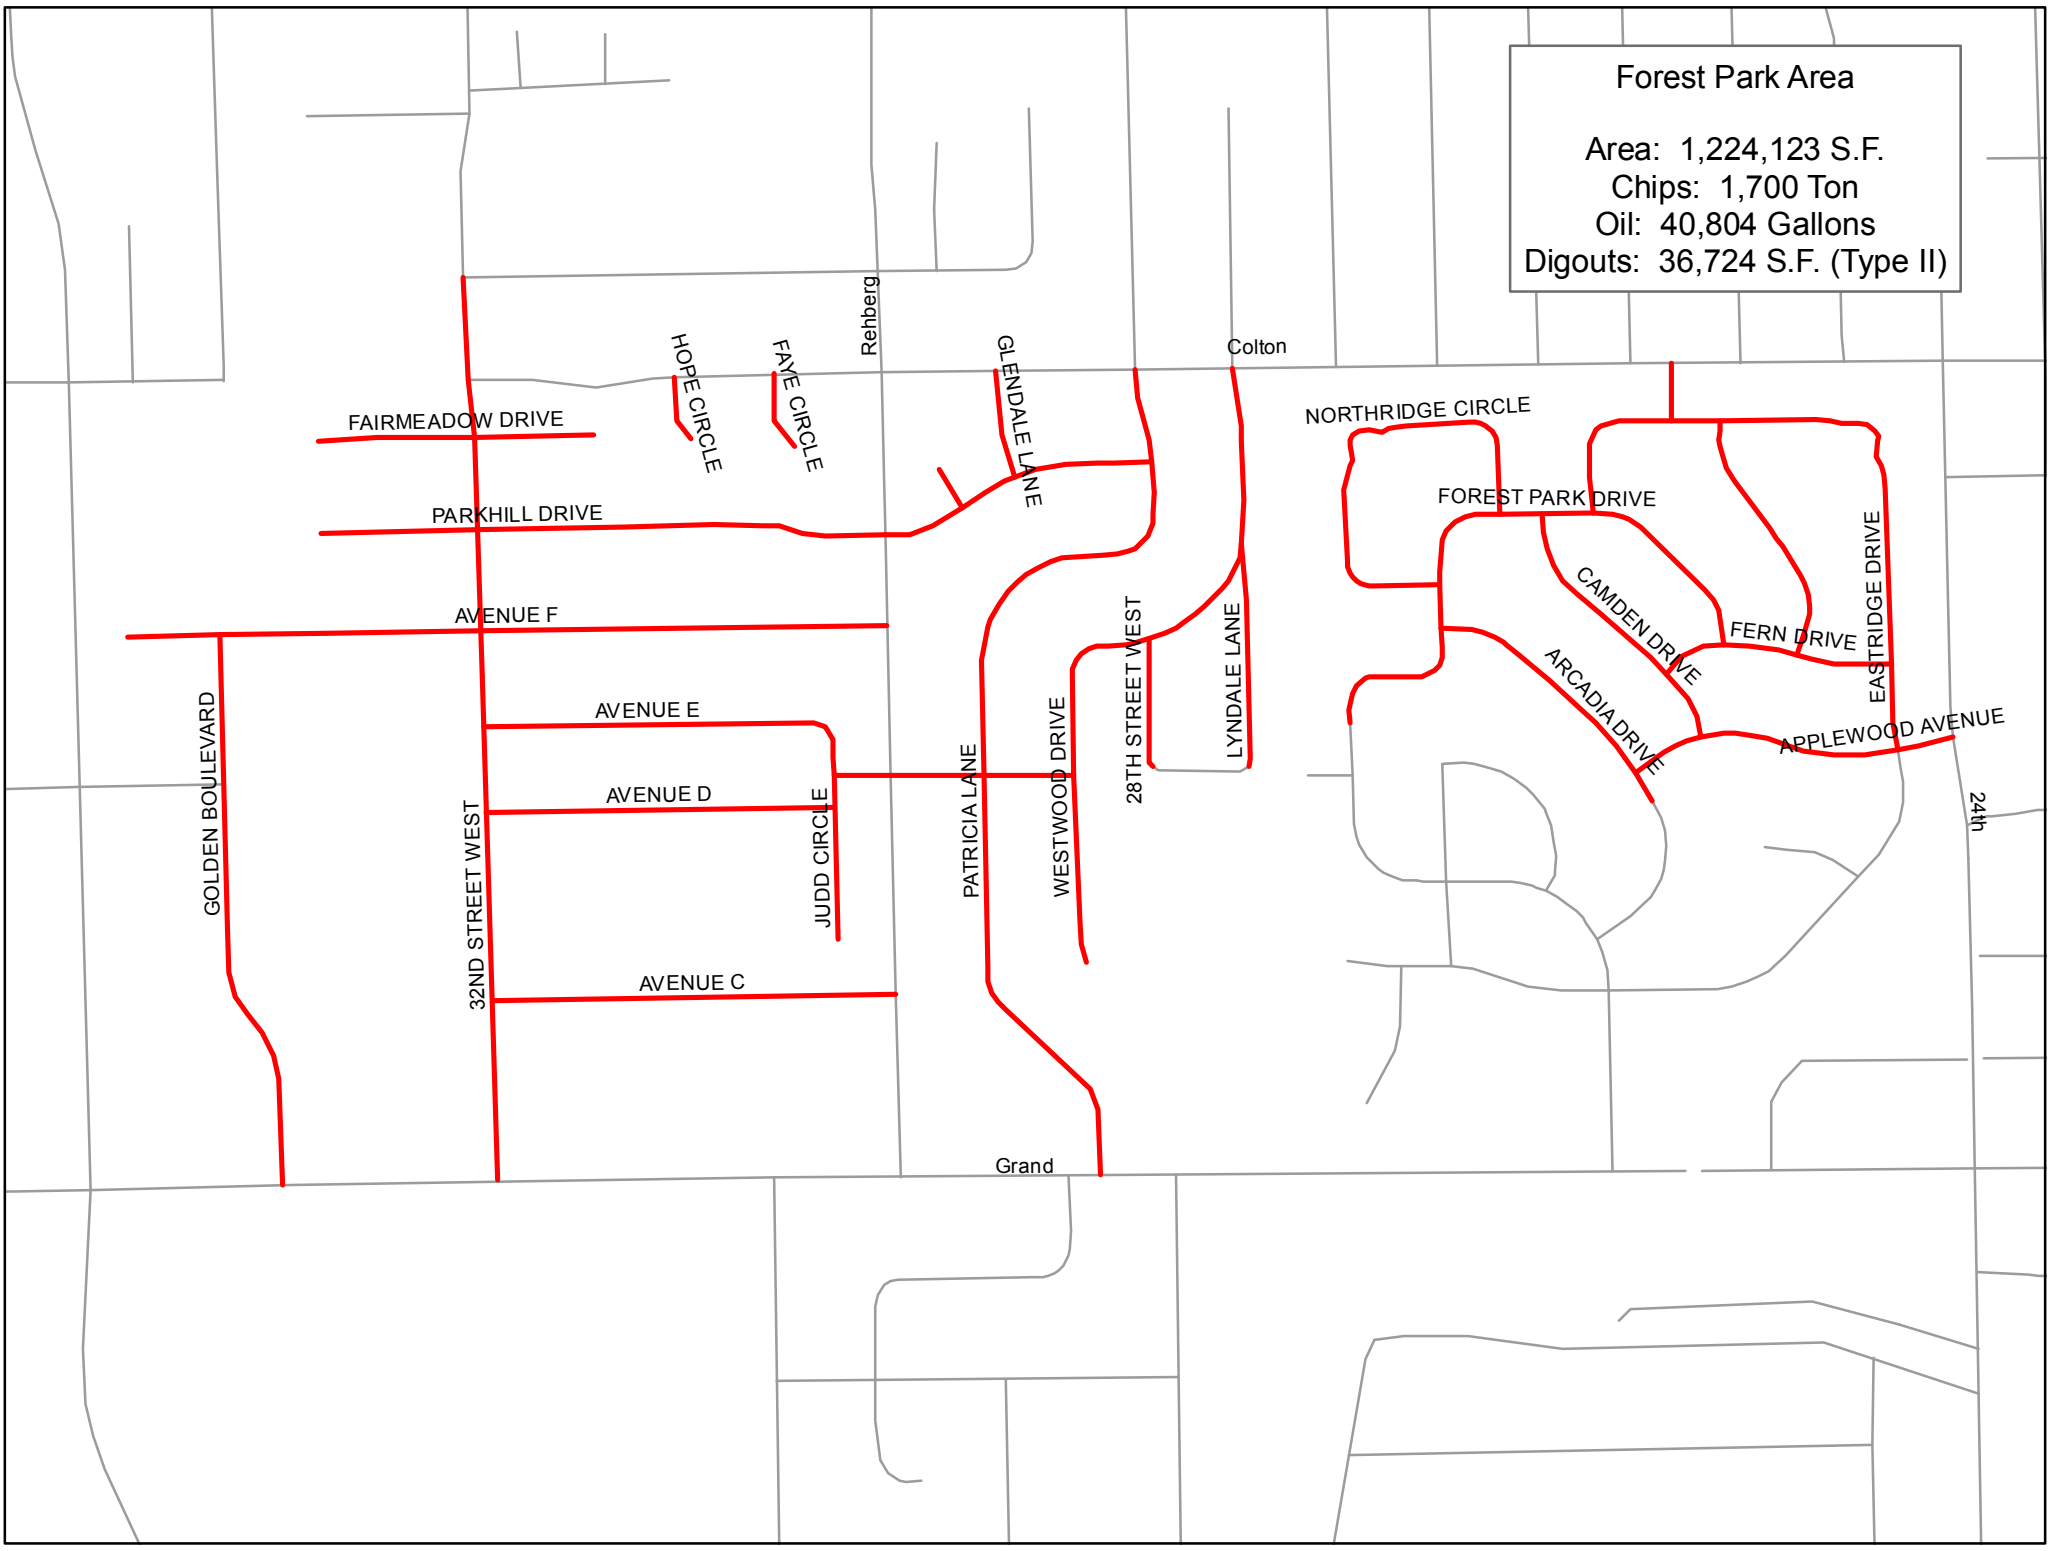 Forest Park Area
Area: 1,224,123 S.F.
Chips: 1,700 Ton
Oil: 40,804 Gallons
Digouts: 36,724 S.F. (Type II)
Rehberg
Colton
HOPE CIRCLE
FAYE CIRCLE
GLENDALE LANE
FAIRMEADOW DRIVE
NORTHRIDGE CIRCLE
PARKHILL DRIVE
FOREST PARK DRIVE
EASTRIDGE DRIVE
AVENUE F
CAMDEN DRIVE
FERN DRIVE
28TH STREET WEST
LYNDALE LANE
ARCADIA DRIVE
APPLEWOOD AVENUE
GOLDEN BOULEVARD
AVENUE E
WESTWOOD DRIVE
PATRICIA LANE
AVENUE D
JUDD CIRCLE
32ND STREET WEST
24th
AVENUE C
Grand